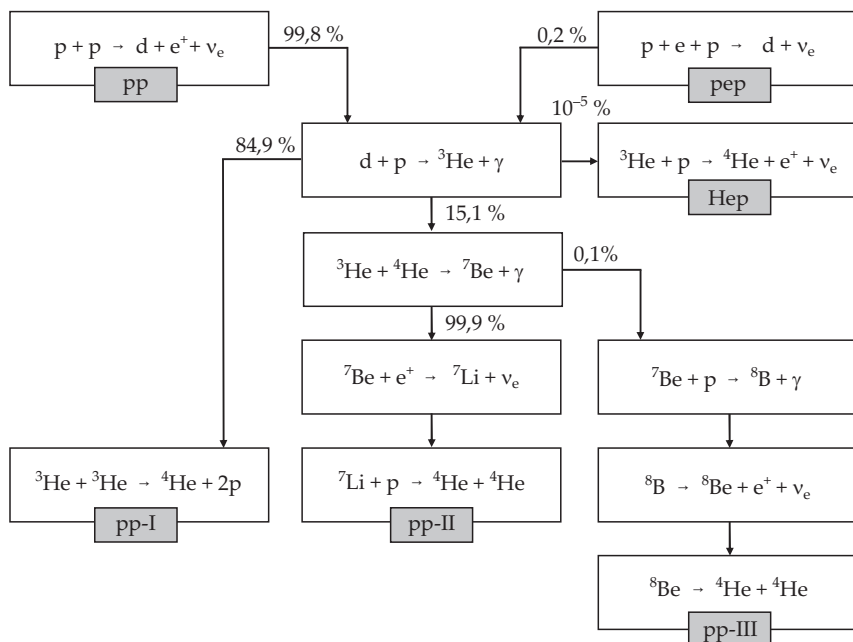 p + p → d + e⁺ + νₑ
pp
99,8 %
0,2 %
p + e + p → d + νₑ
pep
84,9 %
d + p → ³He + γ
10⁻⁵ %
³He + p → ⁴He + e⁺ + νₑ
Hep
15,1 %
³He + ⁴He → ⁷Be + γ
0,1%
99,9 %
⁷Be + e⁺ → ⁷Li + νₑ
⁷Be + p → ⁸B + γ
³He + ³He → ⁴He + 2p
pp-I
⁷Li + p → ⁴He + ⁴He
pp-II
⁸B → ⁸Be + e⁺ + νₑ
⁸Be → ⁴He + ⁴He
pp-III